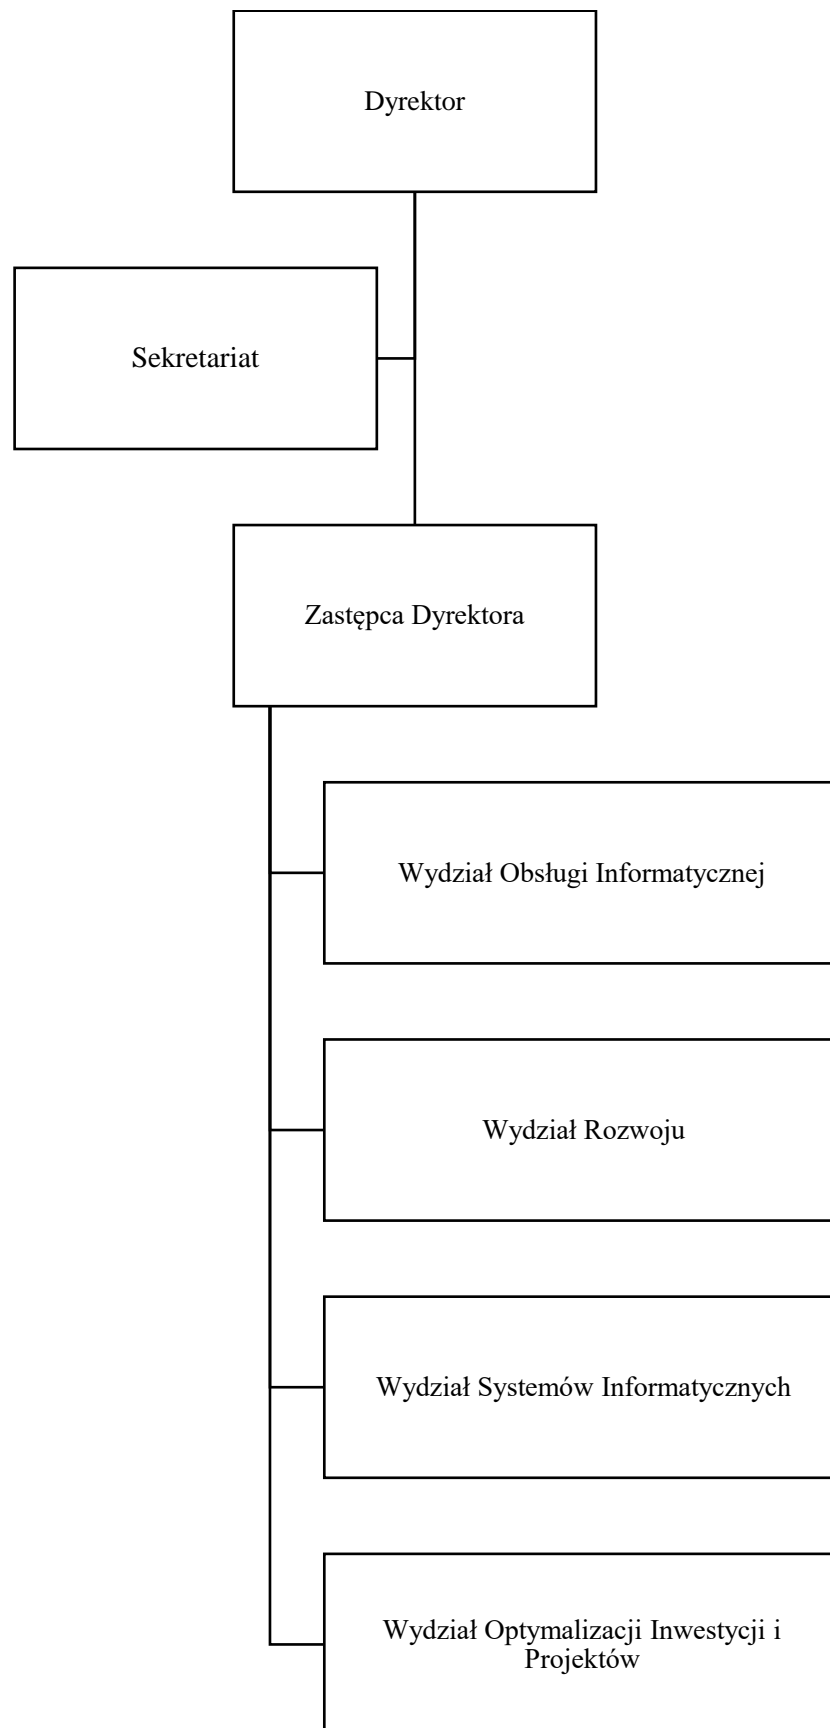 Dyrektor
Sekretariat
Zastępca Dyrektora
Wydział Obsługi Informatycznej
Wydział Rozwoju
Wydział Systemów Informatycznych
Wydział Optymalizacji Inwestycji i
Projektów